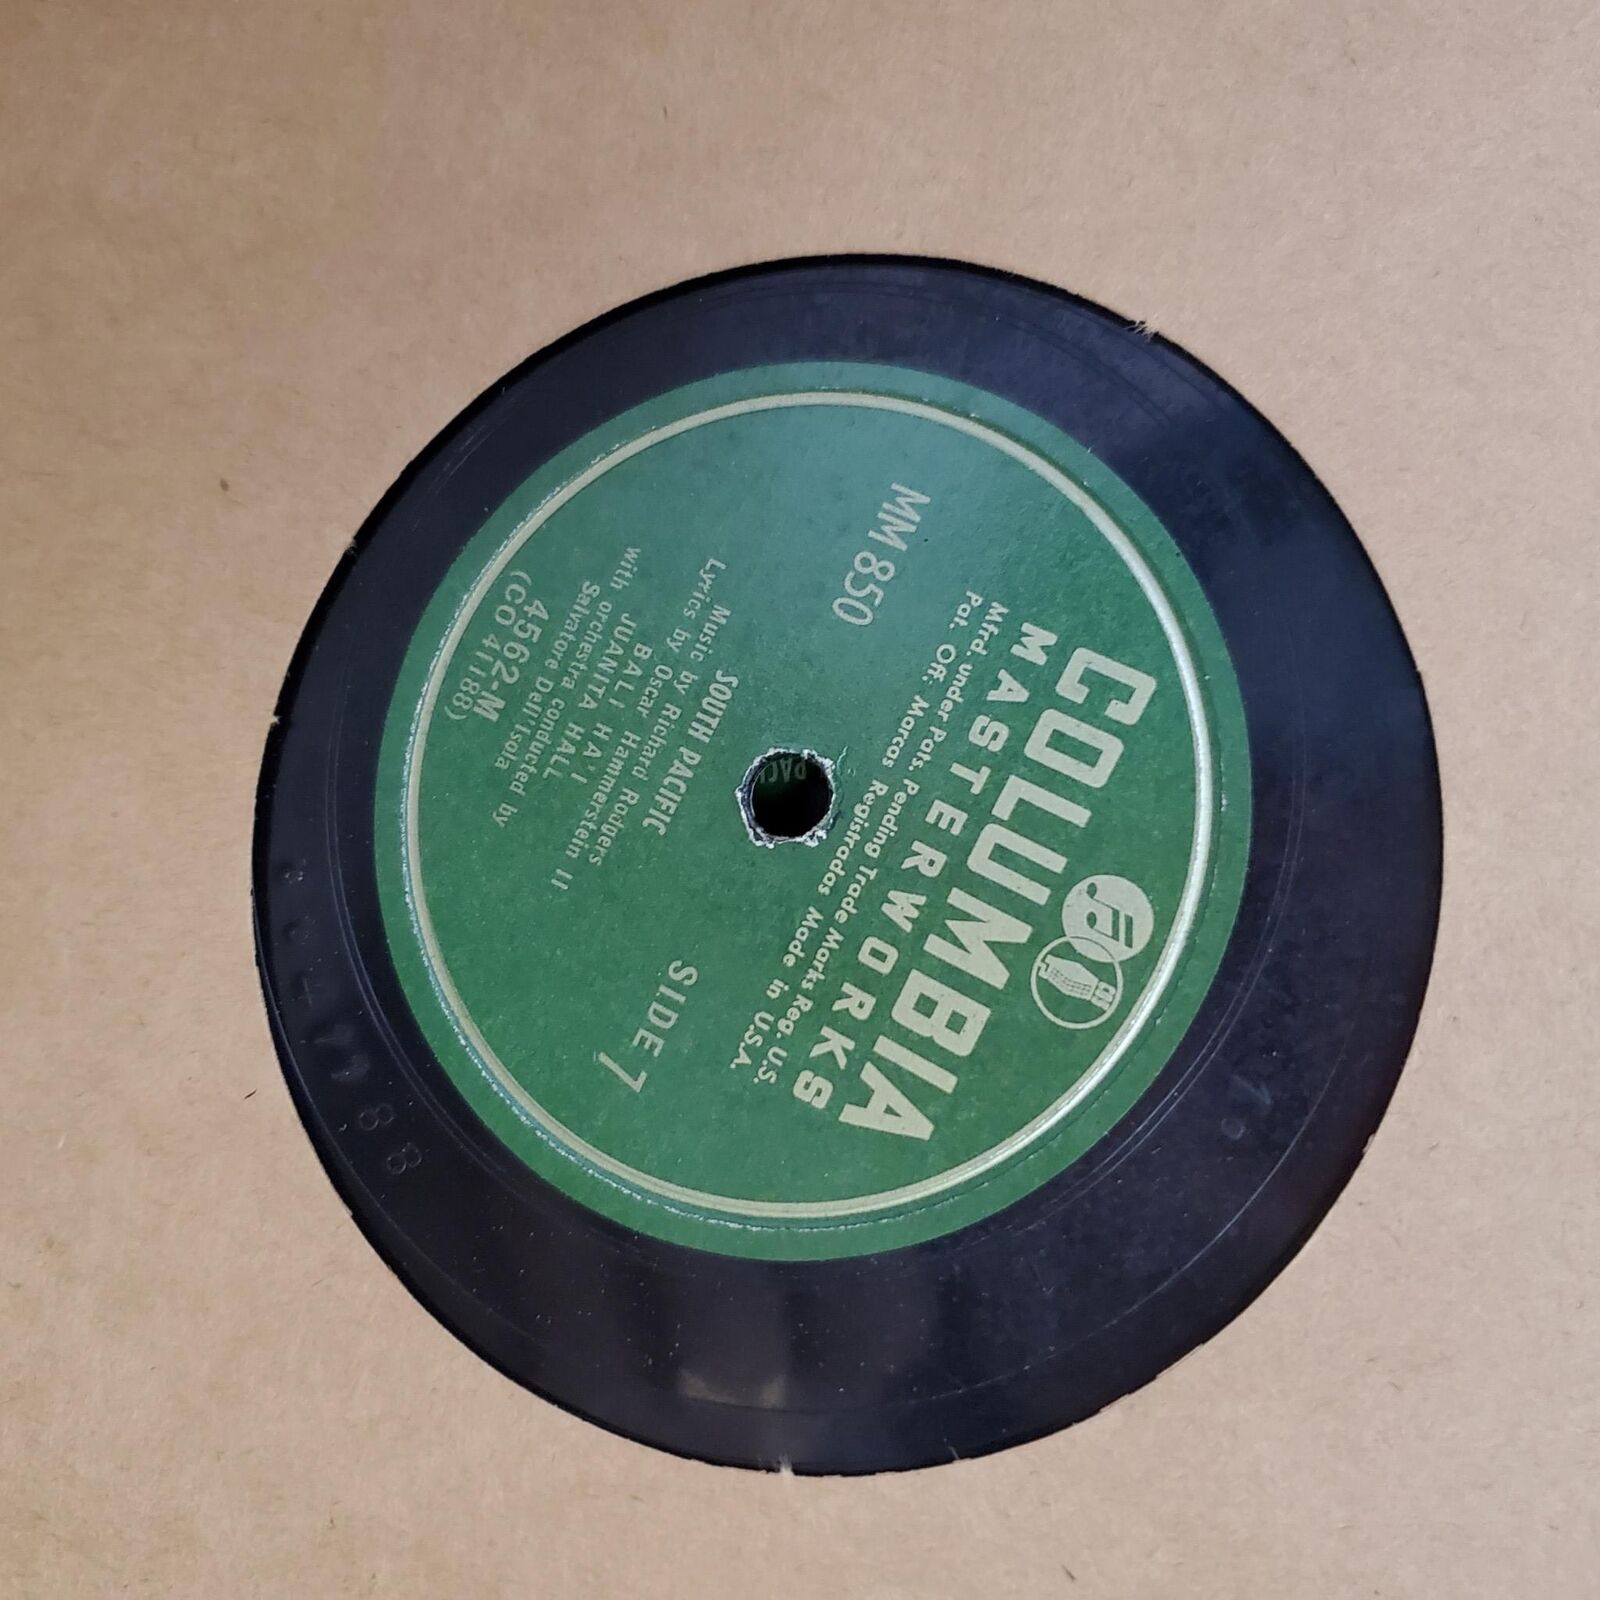 COLUMBIA
MASTERWORKS
Mfrd. under Pats. Pending Trade Marks Reg. U.S.
Pat. Off. Marcas Registradas Made in U.S.A.
MM 850
SIDE 7
SOUTH PACIFIC
Music by Richard Rodgers
Lyrics by Oscar Hammerstein II
BALI HA'I
JUANITA HALL
with orchestra conducted by
Salvatore Dell'Isola
4562-M
(CO 41188)